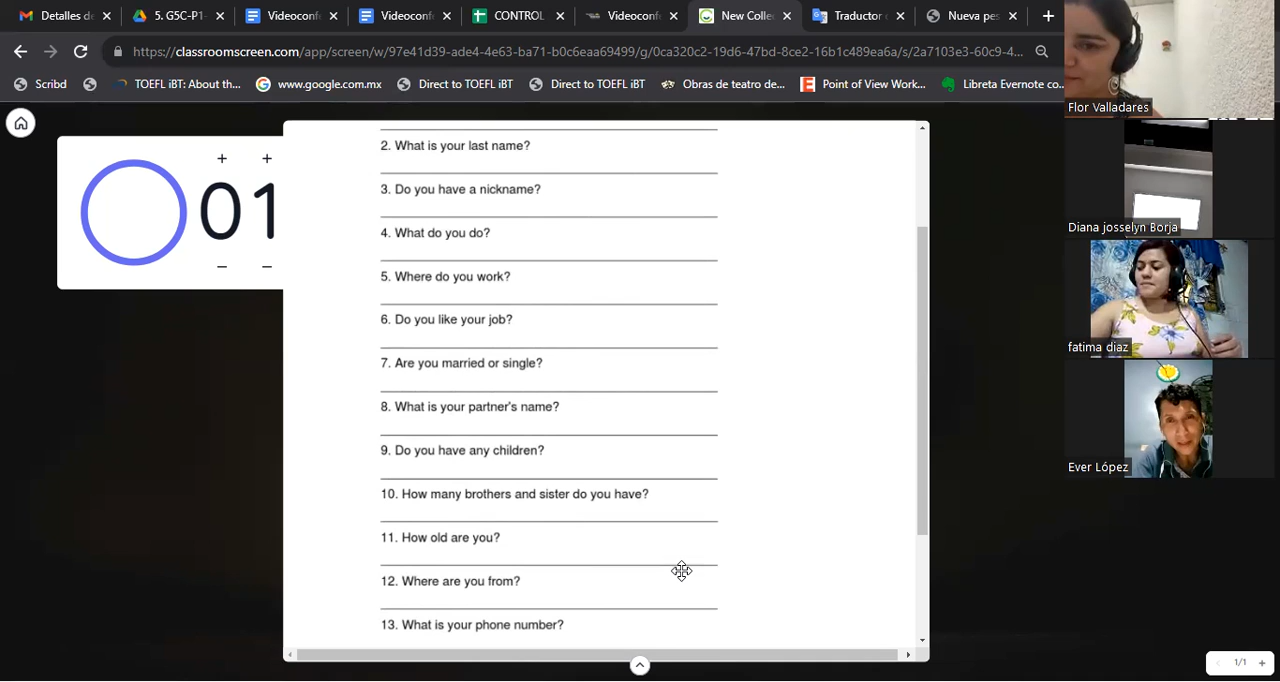 Detalles de
5. G5C-P1-
Videoconf
Videoconf
CONTROL
Videoconf
New Colle
Traductor
Nueva pes
https://classroomscreen.com/app/screen/w/97e41d39-ade4-4e63-ba71-b0c6eaa69499/g/0ca320c2-19d6-47bd-8ce2-16b1c489ea6a/s/2a7103e3-60c9-4...
Scribd
TOEFL iBT: About th...
www.google.com.mx
Direct to TOEFL iBT
Direct to TOEFL iBT
Obras de teatro de...
Point of View Work...
Libreta Evernote co...
01
2. What is your last name?
3. Do you have a nickname?
4. What do you do?
5. Where do you work?
6. Do you like your job?
7. Are you married or single?
8. What is your partner's name?
9. Do you have any children?
10. How many brothers and sister do you have?
11. How old are you?
12. Where are you from?
13. What is your phone number?
Flor Valladares
Diana josselyn Borja
fatima diaz
Ever López
1/1